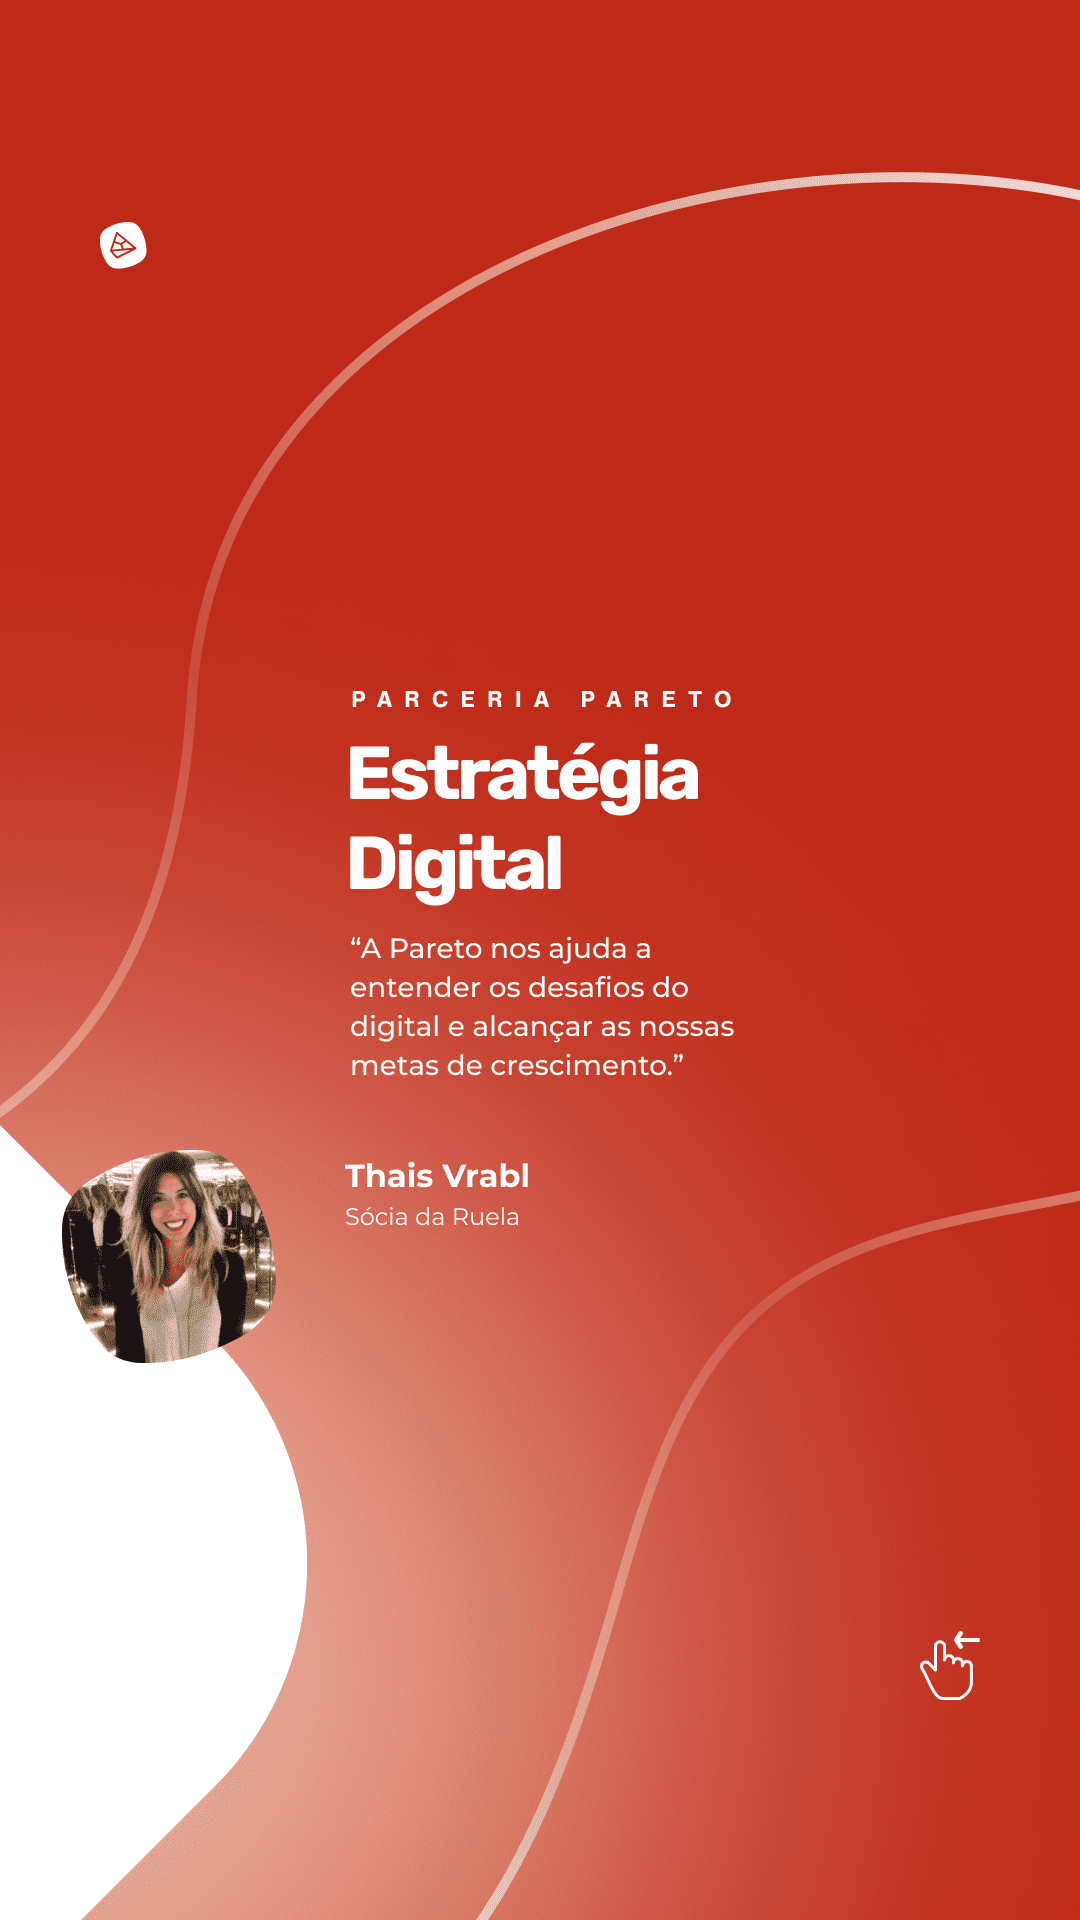 PARCERIA PARETO
Estratégia
Digital
“A Pareto nos ajuda a
entender os desafios do
digital e alcançar as nossas
metas de crescimento.”
Thais Vrabl
Sócia da Ruela